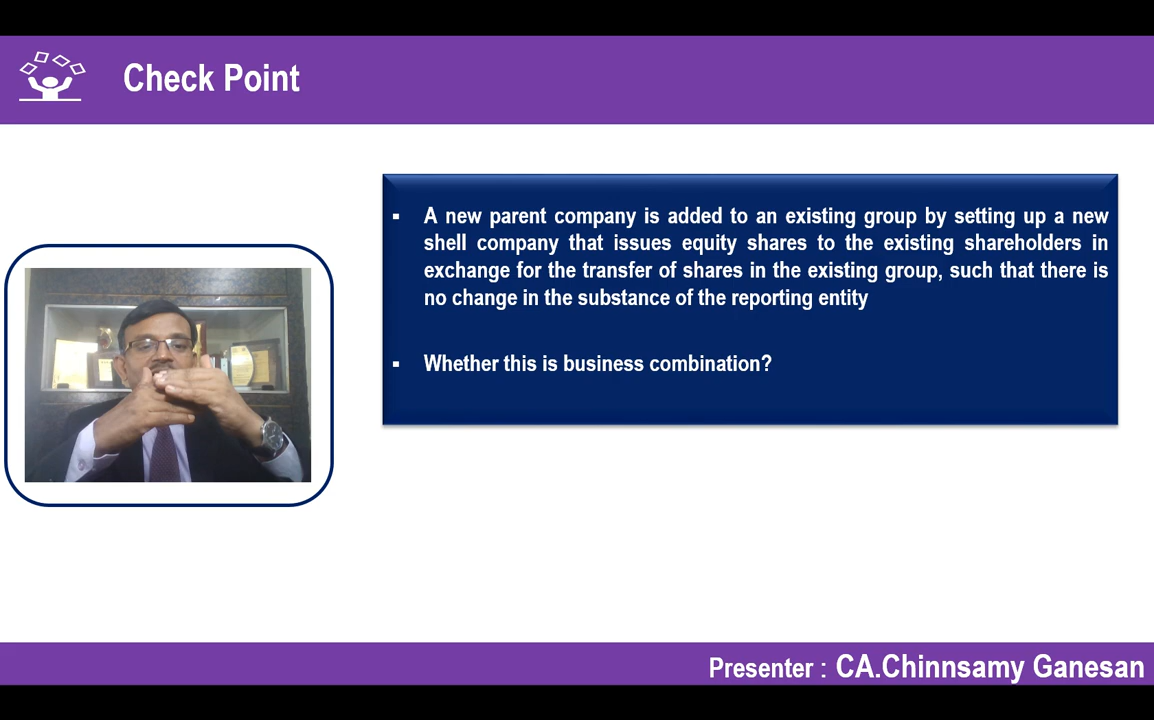 Check Point
▪ A new parent company is added to an existing group by setting up a new
shell company that issues equity shares to the existing shareholders in
exchange for the transfer of shares in the existing group, such that there is
no change in the substance of the reporting entity
▪ Whether this is business combination?
Presenter : CA.Chinnsamy Ganesan